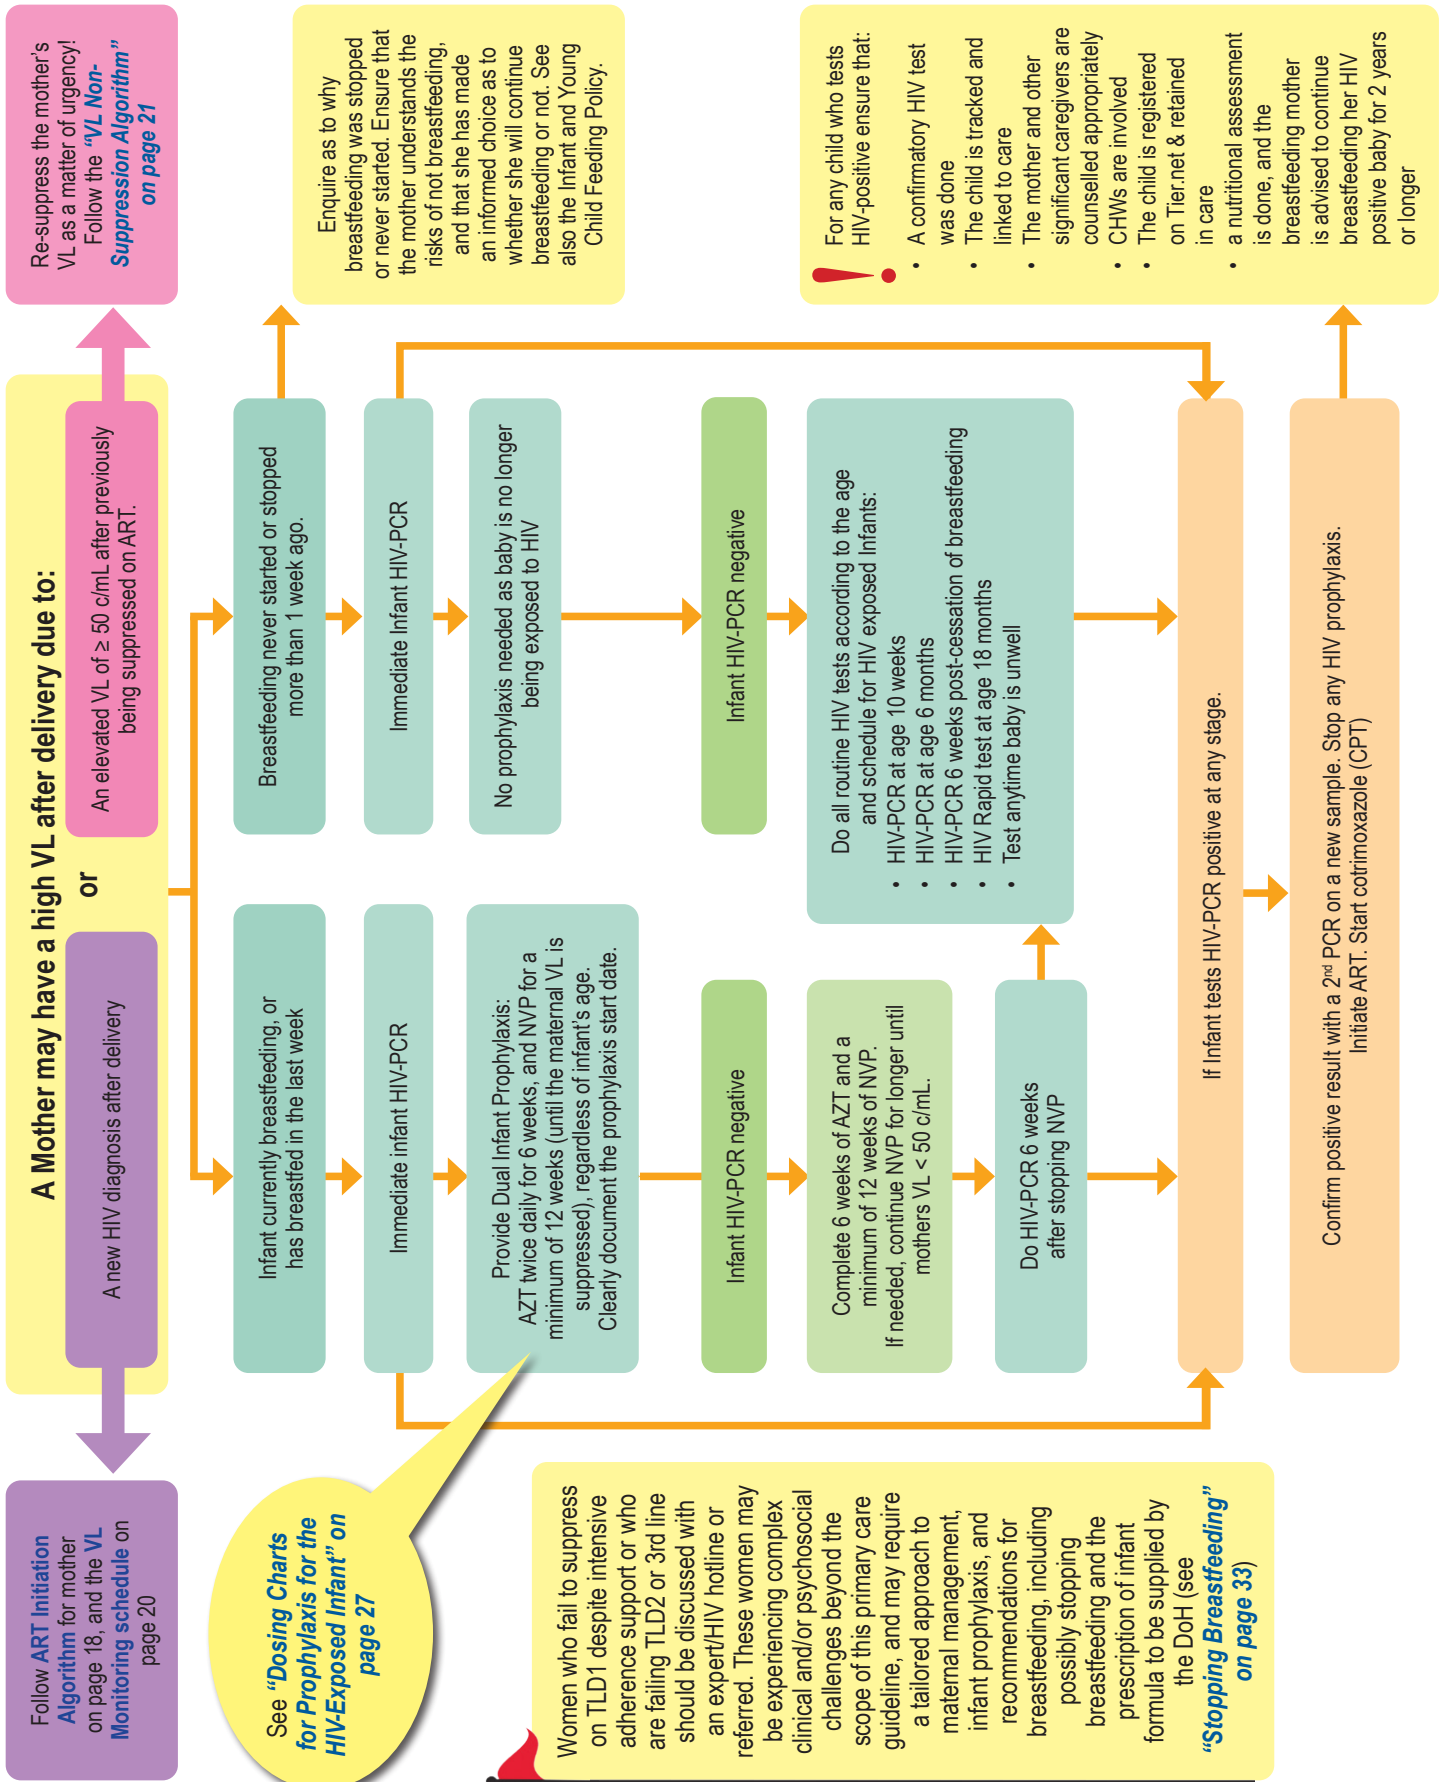 A Mother may have a high VL after delivery due to:
Follow ART Initiation
Algorithm for mother
on page 18, and the VL
Monitoring schedule on
page 20
A new HIV diagnosis after delivery
or
An elevated VL of ≥ 50 c/mL after previously
being suppressed on ART.
Re-suppress the mother's
VL as a matter of urgency!
Follow the "VL Non-
Suppression Algorithm"
on page 21
Infant currently breastfeeding, or
has breastfed in the last week
Immediate infant HIV-PCR
Provide Dual Infant Prophylaxis:
AZT twice daily for 6 weeks, and NVP for a
minimum of 12 weeks (until the maternal VL is
suppressed), regardless of infant's age.
Clearly document the prophylaxis start date.
See "Dosing Charts
for Prophylaxis for the
HIV-Exposed Infant" on
page 27
Infant HIV-PCR negative
Complete 6 weeks of AZT and a
minimum of 12 weeks of NVP.
If needed, continue NVP for longer until
mothers VL < 50 c/mL.
Do HIV-PCR 6 weeks
after stopping NVP
Breastfeeding never started or stopped
more than 1 week ago.
Enquire as to why
breastfeeding was stopped
or never started. Ensure that
the mother understands the
risks of not breastfeeding,
and that she has made
an informed choice as to
whether she will continue
breastfeeding or not. See
also the Infant and Young
Child Feeding Policy.
Immediate Infant HIV-PCR
No prophylaxis needed as baby is no longer
being exposed to HIV
Infant HIV-PCR negative
Do all routine HIV tests according to the age
and schedule for HIV exposed Infants:
• HIV-PCR at age 10 weeks
• HIV-PCR at age 6 months
• HIV-PCR 6 weeks post-cessation of breastfeeding
• HIV Rapid test at age 18 months
• Test anytime baby is unwell
If Infant tests HIV-PCR positive at any stage.
Confirm positive result with a 2nd PCR on a new sample. Stop any HIV prophylaxis.
Initiate ART. Start cotrimoxazole (CPT)
For any child who tests
HIV-positive ensure that:
• A confirmatory HIV test
was done
• The child is tracked and
linked to care
• The mother and other
significant caregivers are
counselled appropriately
• CHWs are involved
• The child is registered
on Tier.net & retained
in care
• a nutritional assessment
is done, and the
breastfeeding mother
is advised to continue
breastfeeding her HIV
positive baby for 2 years
or longer
Women who fail to suppress
on TLD1 despite intensive
adherence support or who
are failing TLD2 or 3rd line
should be discussed with
an expert/HIV hotline or
referred. These women may
be experiencing complex
clinical and/or psychosocial
challenges beyond the
scope of this primary care
guideline, and may require
a tailored approach to
maternal management,
infant prophylaxis, and
recommendations for
breastfeeding, including
possibly stopping
breastfeeding and the
prescription of infant
formula to be supplied by
the DoH (see
"Stopping Breastfeeding"
on page 33)